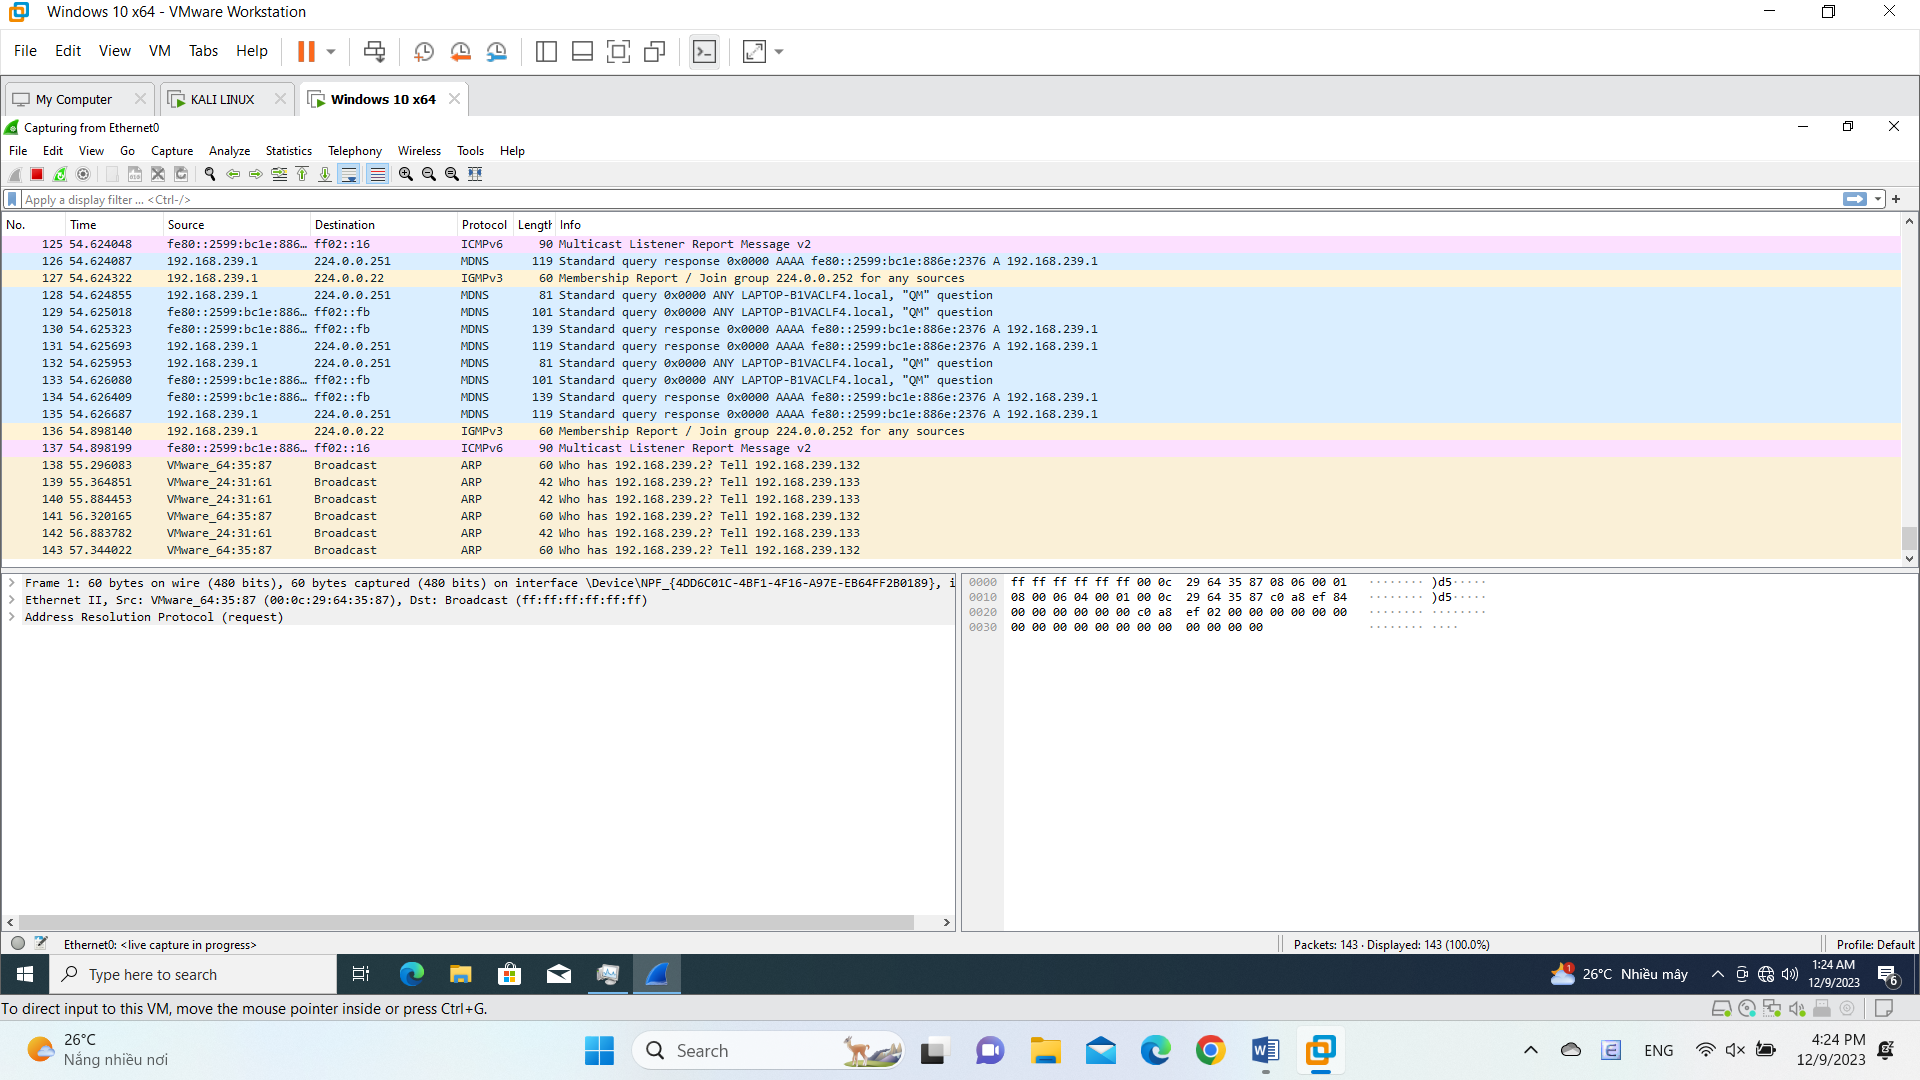 Windows 10 x64 - VMware Workstation
File Edit View VM Tabs Help
My Computer KALI LINUX Windows 10 x64
Capturing from Ethernet0
File Edit View Go Capture Analyze Statistics Telephony Wireless Tools Help
Apply a display filter ... <Ctrl-/>
No. Time Source Destination Protocol Length Info
125 54.624048 fe80::2599:bc1e:886... ff02::16 ICMPv6 90 Multicast Listener Report Message v2
126 54.624087 192.168.239.1 224.0.0.251 MDNS 119 Standard query response 0x0000 AAAA fe80::2599:bc1e:886e:2376 A 192.168.239.1
127 54.624322 192.168.239.1 224.0.0.22 IGMPv3 60 Membership Report / Join group 224.0.0.252 for any sources
128 54.624855 192.168.239.1 224.0.0.251 MDNS 81 Standard query 0x0000 ANY LAPTOP-B1VACLF4.local, "QM" question
129 54.625018 fe80::2599:bc1e:886... ff02::fb MDNS 101 Standard query 0x0000 ANY LAPTOP-B1VACLF4.local, "QM" question
130 54.625323 fe80::2599:bc1e:886... ff02::fb MDNS 139 Standard query response 0x0000 AAAA fe80::2599:bc1e:886e:2376 A 192.168.239.1
131 54.625693 192.168.239.1 224.0.0.251 MDNS 119 Standard query response 0x0000 AAAA fe80::2599:bc1e:886e:2376 A 192.168.239.1
132 54.625953 192.168.239.1 224.0.0.251 MDNS 81 Standard query 0x0000 ANY LAPTOP-B1VACLF4.local, "QM" question
133 54.626080 fe80::2599:bc1e:886... ff02::fb MDNS 101 Standard query 0x0000 ANY LAPTOP-B1VACLF4.local, "QM" question
134 54.626409 fe80::2599:bc1e:886... ff02::fb MDNS 139 Standard query response 0x0000 AAAA fe80::2599:bc1e:886e:2376 A 192.168.239.1
135 54.626687 192.168.239.1 224.0.0.251 MDNS 119 Standard query response 0x0000 AAAA fe80::2599:bc1e:886e:2376 A 192.168.239.1
136 54.898140 192.168.239.1 224.0.0.22 IGMPv3 60 Membership Report / Join group 224.0.0.252 for any sources
137 54.898199 fe80::2599:bc1e:886... ff02::16 ICMPv6 90 Multicast Listener Report Message v2
138 55.296083 VMware_64:35:87 Broadcast ARP 60 Who has 192.168.239.2? Tell 192.168.239.132
139 55.364851 VMware_24:31:61 Broadcast ARP 42 Who has 192.168.239.2? Tell 192.168.239.133
140 55.884453 VMware_24:31:61 Broadcast ARP 42 Who has 192.168.239.2? Tell 192.168.239.133
141 56.320165 VMware_64:35:87 Broadcast ARP 60 Who has 192.168.239.2? Tell 192.168.239.132
142 56.883782 VMware_24:31:61 Broadcast ARP 42 Who has 192.168.239.2? Tell 192.168.239.133
143 57.344022 VMware_64:35:87 Broadcast ARP 60 Who has 192.168.239.2? Tell 192.168.239.132
Frame 1: 60 bytes on wire (480 bits), 60 bytes captured (480 bits) on interface \Device\NPF_{4DD6C01C-4BF1-4F16-A97E-EB64FF2B0189}, i
Ethernet II, Src: VMware_64:35:87 (00:0c:29:64:35:87), Dst: Broadcast (ff:ff:ff:ff:ff:ff)
Address Resolution Protocol (request)
0000 ff ff ff ff ff ff 00 0c 29 64 35 87 08 06 00 01 ········ )d5·····
0010 08 00 06 04 00 01 00 0c 29 64 35 87 c0 a8 ef 84 ········ )d5·····
0020 00 00 00 00 00 00 c0 a8 ef 02 00 00 00 00 00 00 ········ ········
0030 00 00 00 00 00 00 00 00 00 00 00 00 ········ ····
Ethernet0: <live capture in progress>
Packets: 143 · Displayed: 143 (100.0%)
Profile: Default
Type here to search
1
26°C Nhiều mây
1:24 AM
12/9/2023
6
To direct input to this VM, move the mouse pointer inside or press Ctrl+G.
26°C
Nắng nhiều nơi
Search
ENG
4:24 PM
12/9/2023